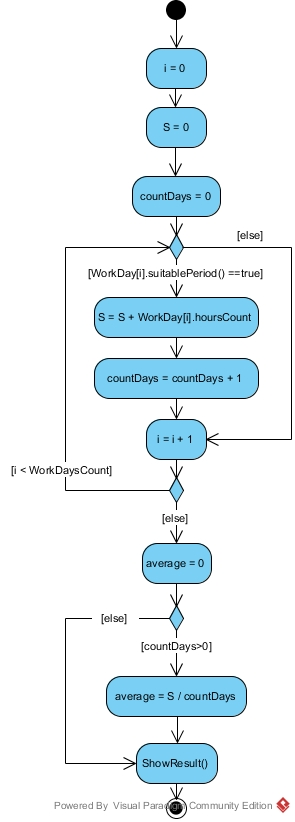 i = 0
S = 0
countDays = 0
[else]
[WorkDay[i].suitablePeriod() ==true]
S = S + WorkDay[i].hoursCount
countDays = countDays + 1
i = i + 1
[i < WorkDaysCount]
[else]
average = 0
[else]
[countDays>0]
average = S / countDays
ShowResult()
Powered By Visual Paradigm Community Edition